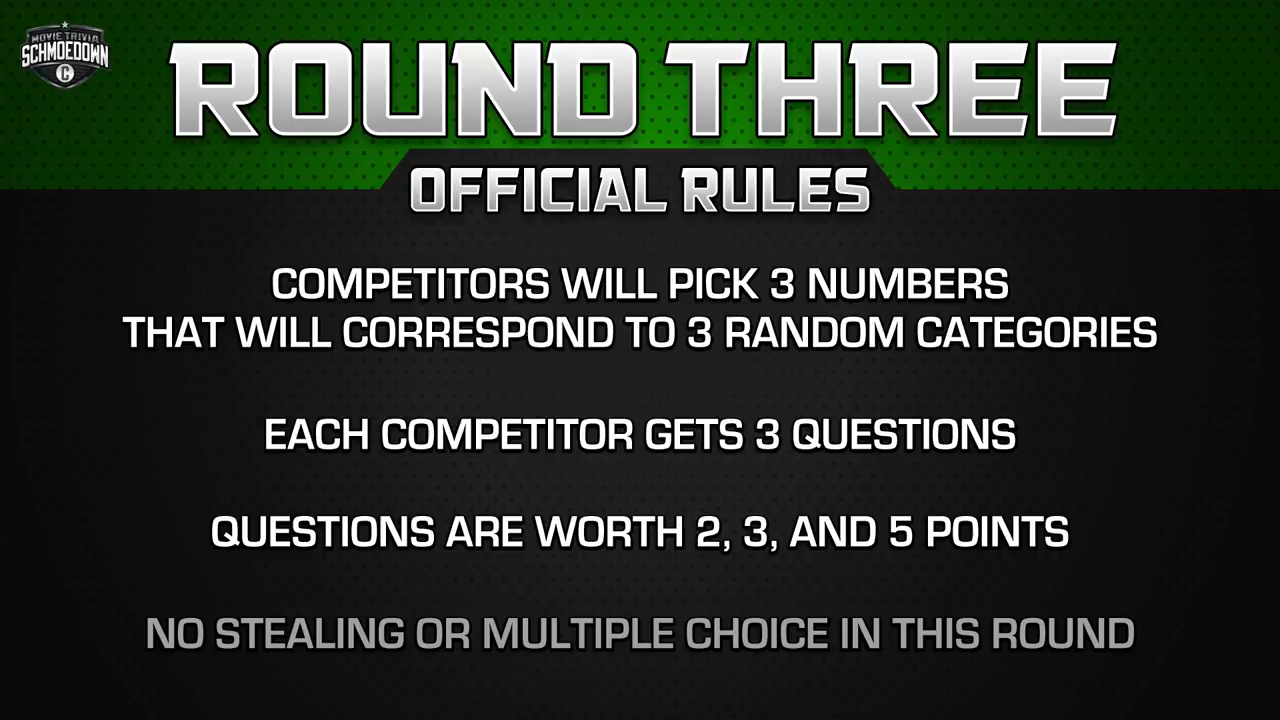 MOVIE TRIVIA
SCHMOEDOWN
C
ROUND THREE
OFFICIAL RULES
COMPETITORS WILL PICK 3 NUMBERS
THAT WILL CORRESPOND TO 3 RANDOM CATEGORIES
EACH COMPETITOR GETS 3 QUESTIONS
QUESTIONS ARE WORTH 2, 3, AND 5 POINTS
NO STEALING OR MULTIPLE CHOICE IN THIS ROUND